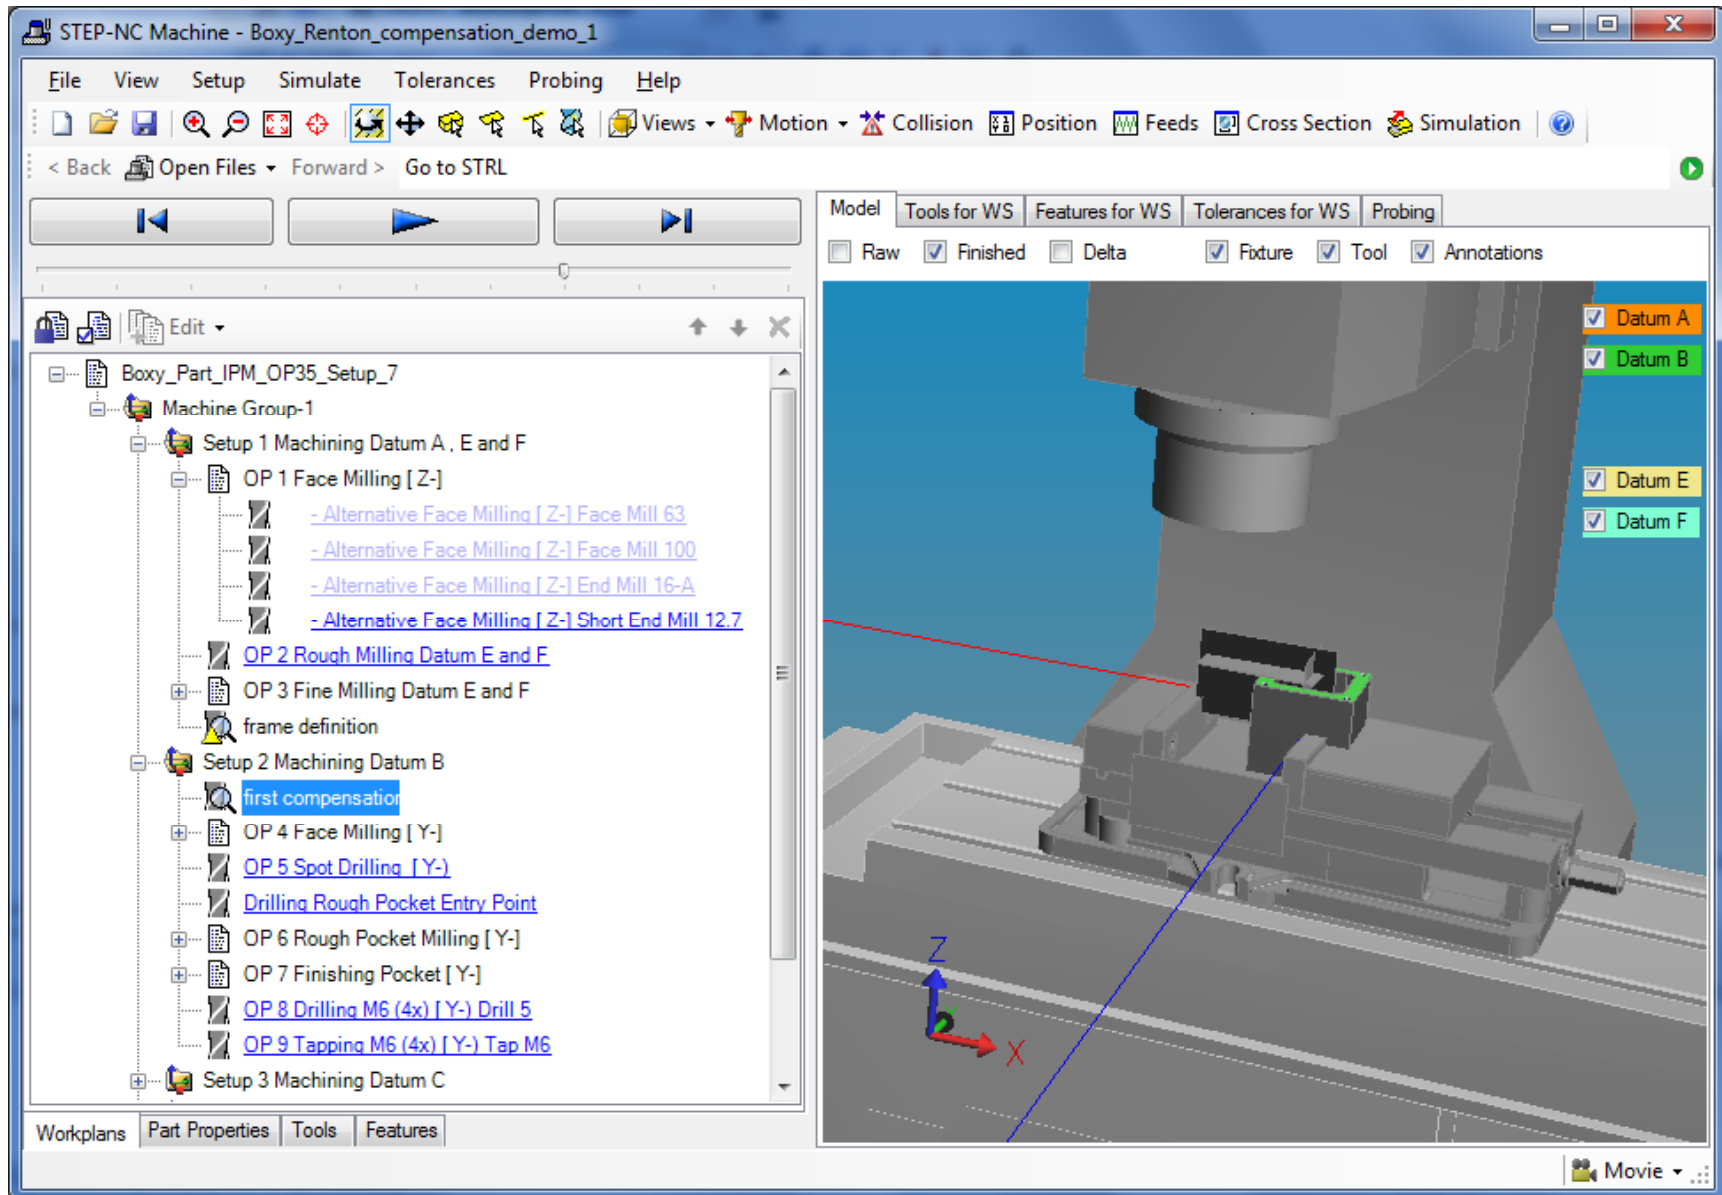 STEP-NC Machine - Boxy_Renton_compensation_demo_1
File View Setup Simulate Tolerances Probing Help
Views Motion Collision Position Feeds Cross Section Simulation
< Back Open Files Forward > Go to STRL
Model Tools for WS Features for WS Tolerances for WS Probing
Raw Finished Delta Fixture Tool Annotations
Edit
Boxy_Part_IPM_OP35_Setup_7
Machine Group-1
Setup 1 Machining Datum A , E and F
OP 1 Face Milling [ Z-]
- Alternative Face Milling [ Z-] Face Mill 63
- Alternative Face Milling [ Z-] Face Mill 100
- Alternative Face Milling [ Z-] End Mill 16-A
- Alternative Face Milling [ Z-] Short End Mill 12.7
OP 2 Rough Milling Datum E and F
OP 3 Fine Milling Datum E and F
frame definition
Setup 2 Machining Datum B
first compensation
OP 4 Face Milling [ Y-]
OP 5 Spot Drilling [ Y-)
Drilling Rough Pocket Entry Point
OP 6 Rough Pocket Milling [ Y-]
OP 7 Finishing Pocket [ Y-]
OP 8 Drilling M6 (4x) [ Y-) Drill 5
OP 9 Tapping M6 (4x) [ Y-) Tap M6
Setup 3 Machining Datum C
Workplans Part Properties Tools Features
Datum A
Datum B
Datum E
Datum F
Z
X
Movie